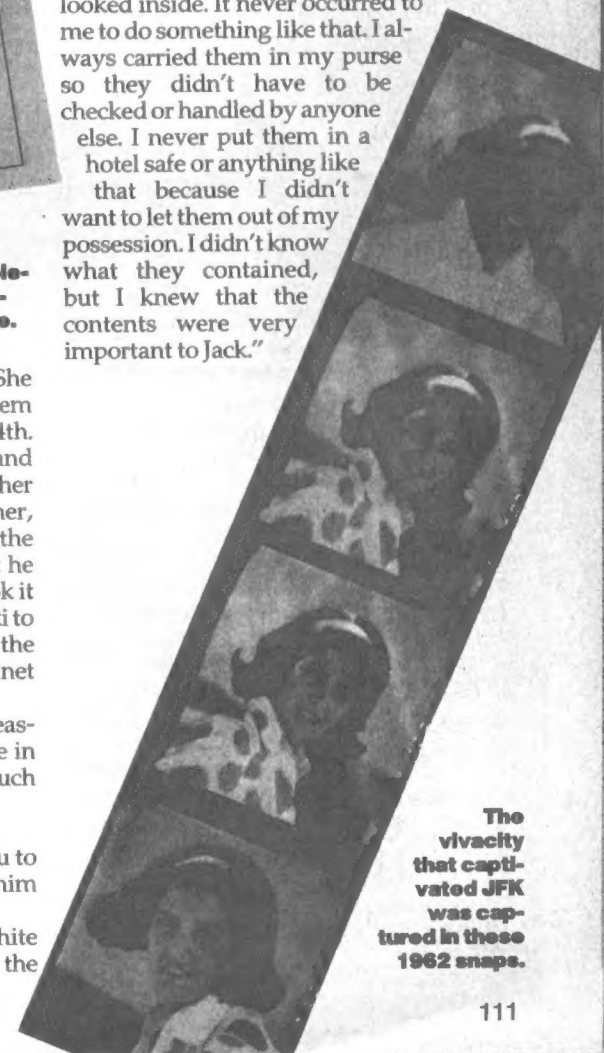 looked inside. It never occurred to
me to do something like that. I al-
ways carried them in my purse
so they didn't have to be
checked or handled by anyone
else. I never put them in a
hotel safe or anything like
that because I didn't
want to let them out of my
possession. I didn't know
what they contained,
but I knew that the
contents were very
important to Jack."
She
em
4th.
and
her
her,
the
he
k it
ti to
the
net
eas-
e in
uch
u to
him
hite
the
The
vivacity
that capti-
vated JFK
was cap-
tured in these
1962 snaps.
111